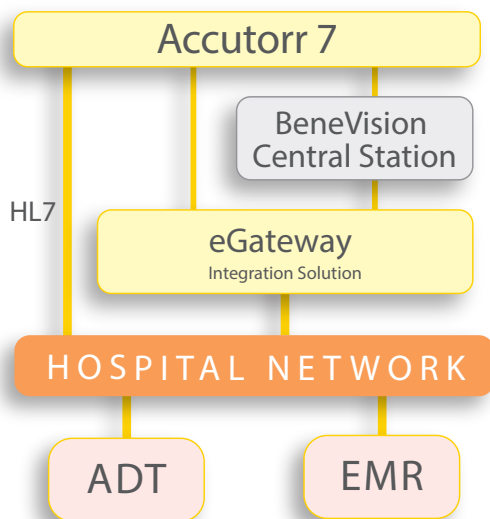 Accutorr 7
BeneVision
Central Station
HL7
eGateway
Integration Solution
HOSPITAL NETWORK
ADT
EMR